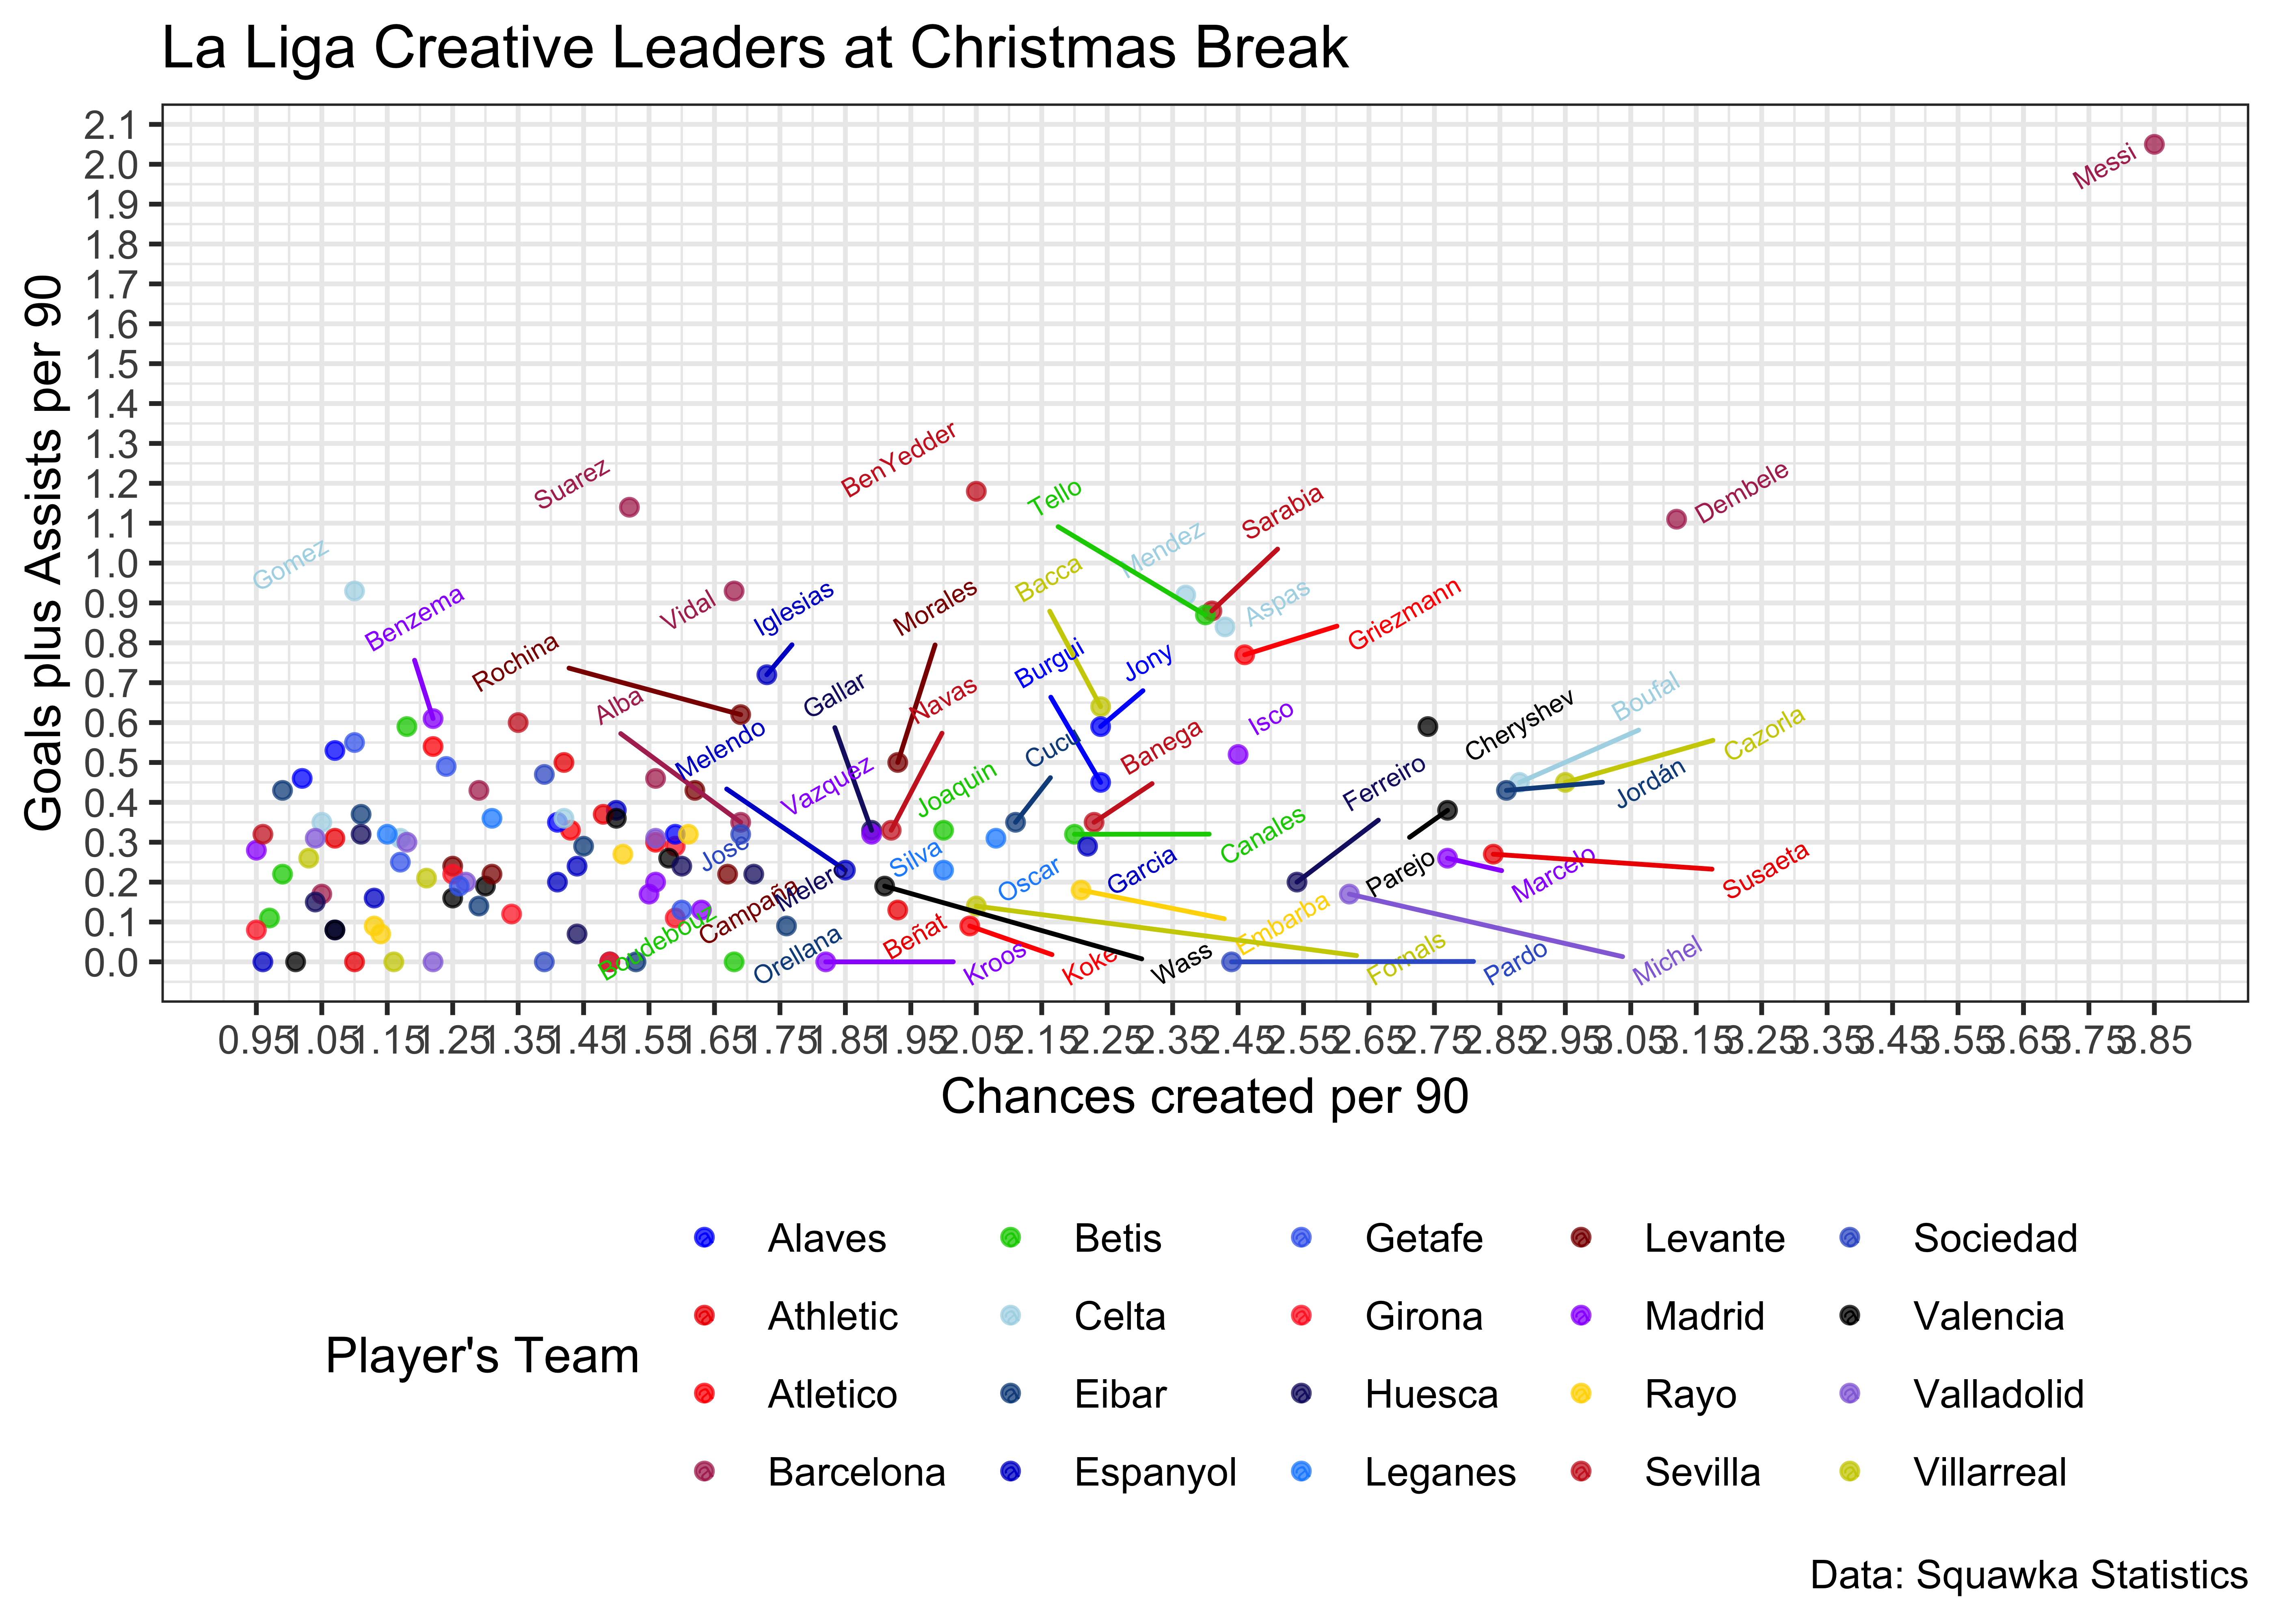 La Liga Creative Leaders at Christmas Break
Goals plus Assists per 90
2.1
2.0
1.9
1.8
1.7
1.6
1.5
1.4
1.3
1.2
1.1
1.0
0.9
0.8
0.7
0.6
0.5
0.4
0.3
0.2
0.1
0.0
Messi
BenYedder
Suarez
Tello
Sarabia
Dembele
Mendez
Gomez
Bacca
Aspas
Benzema
Vidal
Iglesias
Morales
Griezmann
Rochina
Burgui
Jony
Alba
Gallar
Navas
Isco
Boufal
Cheryshev
Cazorla
Melendo
Cucu
Banega
Vazquez
Joaquin
Ferreiro
Jordán
Jose
Silva
Canales
Oscar
Garcia
Parejo
Marcelo
Susaeta
Melero
Campaña
Boudebouz
Orellana
Beñat
Kroos
Koke
Wass
Embarba
Fornals
Pardo
Michel
0.95 1.05 1.15 1.25 1.35 1.45 1.55 1.65 1.75 1.85 1.95 2.05 2.15 2.25 2.35 2.45 2.55 2.65 2.75 2.85 2.95 3.05 3.15 3.25 3.35 3.45 3.55 3.65 3.75 3.85
Chances created per 90
Player's Team
Alaves Betis Getafe Levante Sociedad
Athletic Celta Girona Madrid Valencia
Atletico Eibar Huesca Rayo Valladolid
Barcelona Espanyol Leganes Sevilla Villarreal
Data: Squawka Statistics